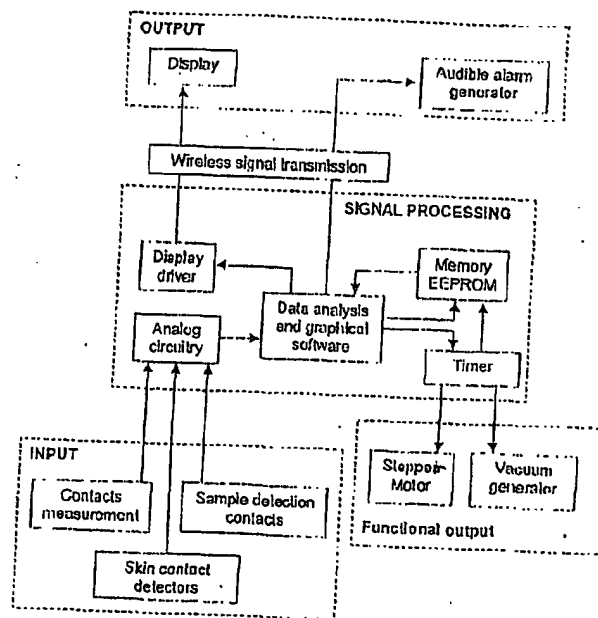 OUTPUT
Display
Audible alarm
generator
Wireless signal transmission
SIGNAL PROCESSING
Display
driver
Memory
EEPROM
Data analysis
and graphical
software
Analog
circuitry
Timer
INPUT
Contacts
measurement
Sample detection
contacts
Skin contact
detectors
Stepper
Motor
Vacuum
generator
Functional output